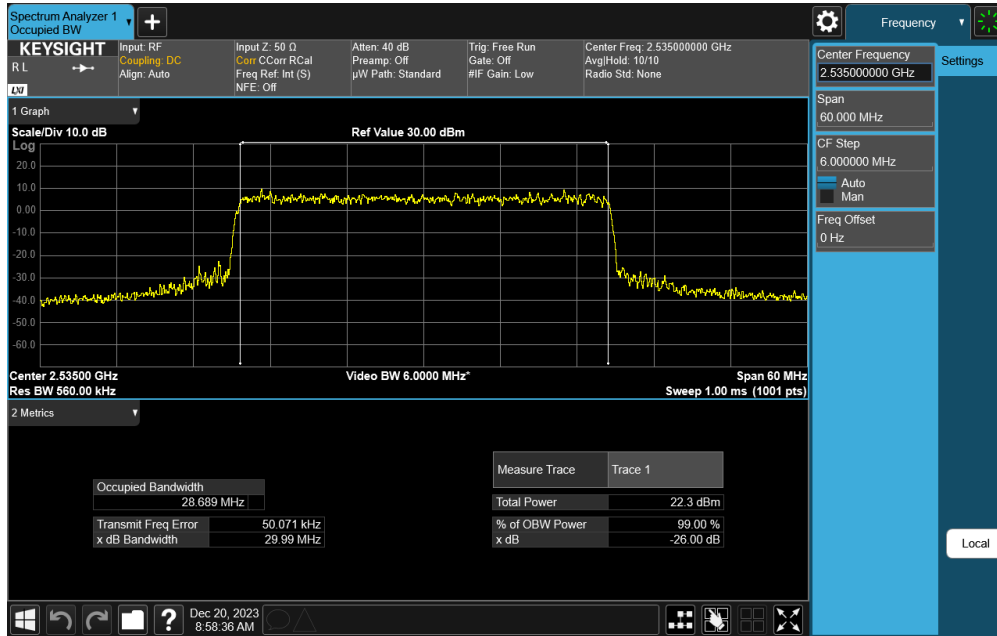 Spectrum Analyzer 1
Occupied BW
Frequency
KEYSIGHT
R L
LXI
Input: RF
Coupling: DC
Align: Auto
Input Z: 50 Ω
Corr CCorr RCal
Freq Ref: Int (S)
NFE: Off
Atten: 40 dB
Preamp: Off
µW Path: Standard
Trig: Free Run
Gate: Off
#IF Gain: Low
Center Freq: 2.535000000 GHz
Avg|Hold: 10/10
Radio Std: None
Center Frequency
2.535000000 GHz
Settings
Span
60.000 MHz
CF Step
6.000000 MHz
Auto
Man
Freq Offset
0 Hz
Local
1 Graph
Scale/Div 10.0 dB
Ref Value 30.00 dBm
Log
20.0
10.0
0.00
-10.0
-20.0
-30.0
-40.0
-50.0
-60.0
Center 2.53500 GHz
Video BW 6.0000 MHz*
Span 60 MHz
Res BW 560.00 kHz
Sweep 1.00 ms (1001 pts)
2 Metrics
Measure Trace Trace 1
Occupied Bandwidth
28.689 MHz
Total Power 22.3 dBm
Transmit Freq Error 50.071 kHz
% of OBW Power 99.00 %
x dB Bandwidth 29.99 MHz
x dB -26.00 dB
Dec 20, 2023
8:58:36 AM